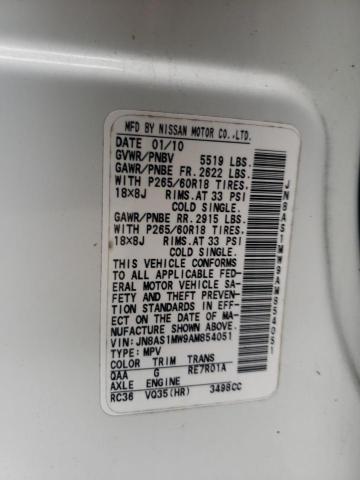 MFD BY NISSAN MOTOR CO.,LTD.
DATE 01/10
GVWR/PNBV 5519 LBS.
GAWR/PNBE FR. 2622 LBS.
WITH P265/60R18 TIRES,
18X8J RIMS.AT 33 PSI
COLD SINGLE.
GAWR/PNBE RR. 2915 LBS.
WITH P265/60R18 TIRES,
18X8J RIMS.AT 33 PSI
COLD SINGLE.
THIS VEHICLE CONFORMS
TO ALL APPLICABLE FED-
ERAL MOTOR VEHICLE SA-
FETY AND THEFT PREVEN-
TION STANDARDS IN EFF-
ECT ON THE DATE OF MA-
NUFACTURE SHOWN ABOVE.
VIN:JN8AS1MW9AM854051
TYPE: MPV
COLOR TRIM TRANS
QAA G RE7R01A
AXLE ENGINE
RC36 VQ35(HR) 3498CC
JN8AS1MW9AM854051